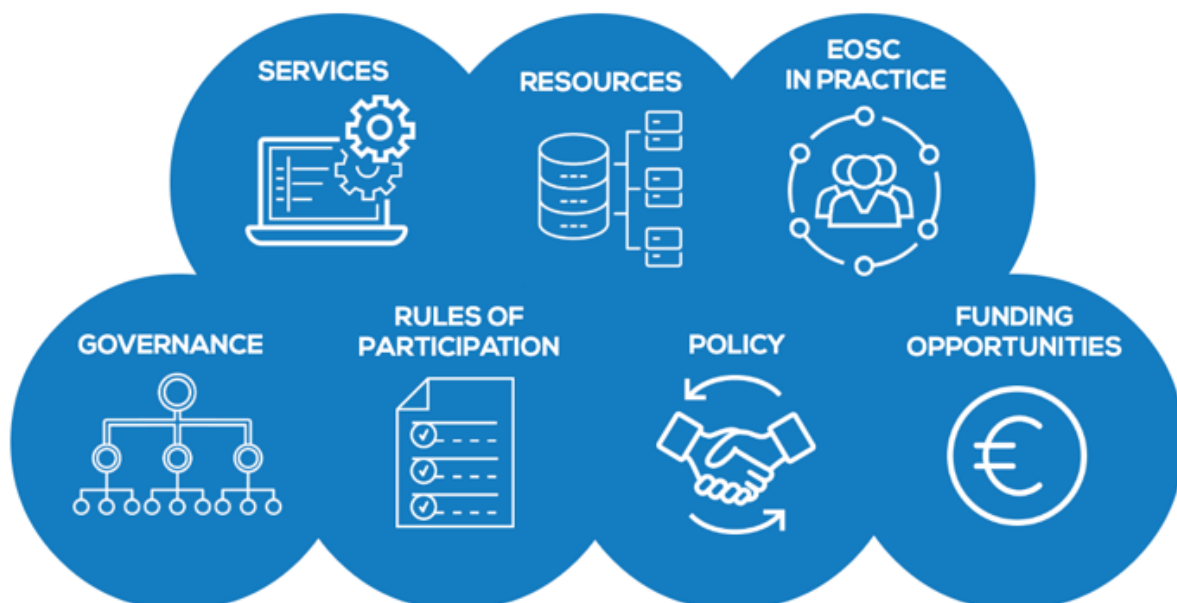 SERVICES
RESOURCES
EOSC
IN PRACTICE
GOVERNANCE
RULES OF
PARTICIPATION
POLICY
FUNDING
OPPORTUNITIES
€